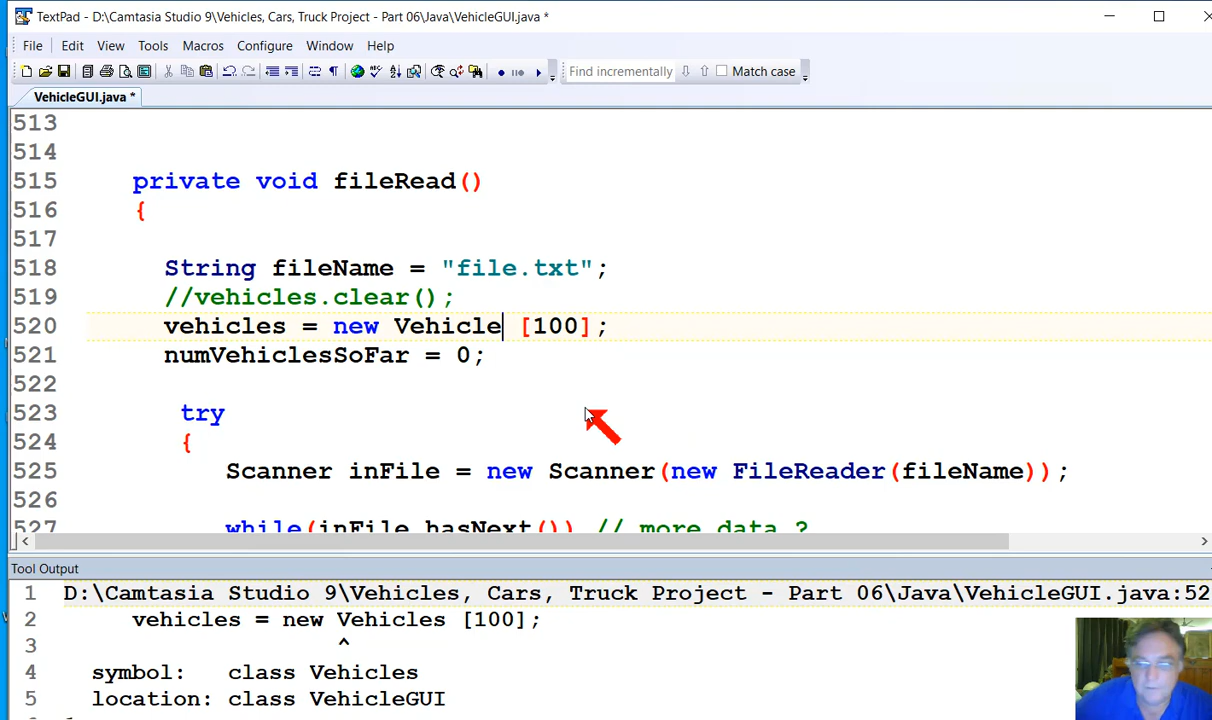 TextPad - D:\Camtasia Studio 9\Vehicles, Cars, Truck Project - Part 06\Java\VehicleGUI.java *
File Edit View Tools Macros Configure Window Help
Find incrementally Match case
VehicleGUI.java *
513
514
515 private void fileRead()
516 {
517
518 String fileName = "file.txt";
519 //vehicles.clear();
520 vehicles = new Vehicle [100];
521 numVehiclesSoFar = 0;
522
523 try
524 {
525 Scanner inFile = new Scanner(new FileReader(fileName));
526
527 while(inFile.hasNext()) // more data ?
Tool Output
1 D:\Camtasia Studio 9\Vehicles, Cars, Truck Project - Part 06\Java\VehicleGUI.java:52
2 vehicles = new Vehicles [100];
3 ^
4 symbol: class Vehicles
5 location: class VehicleGUI